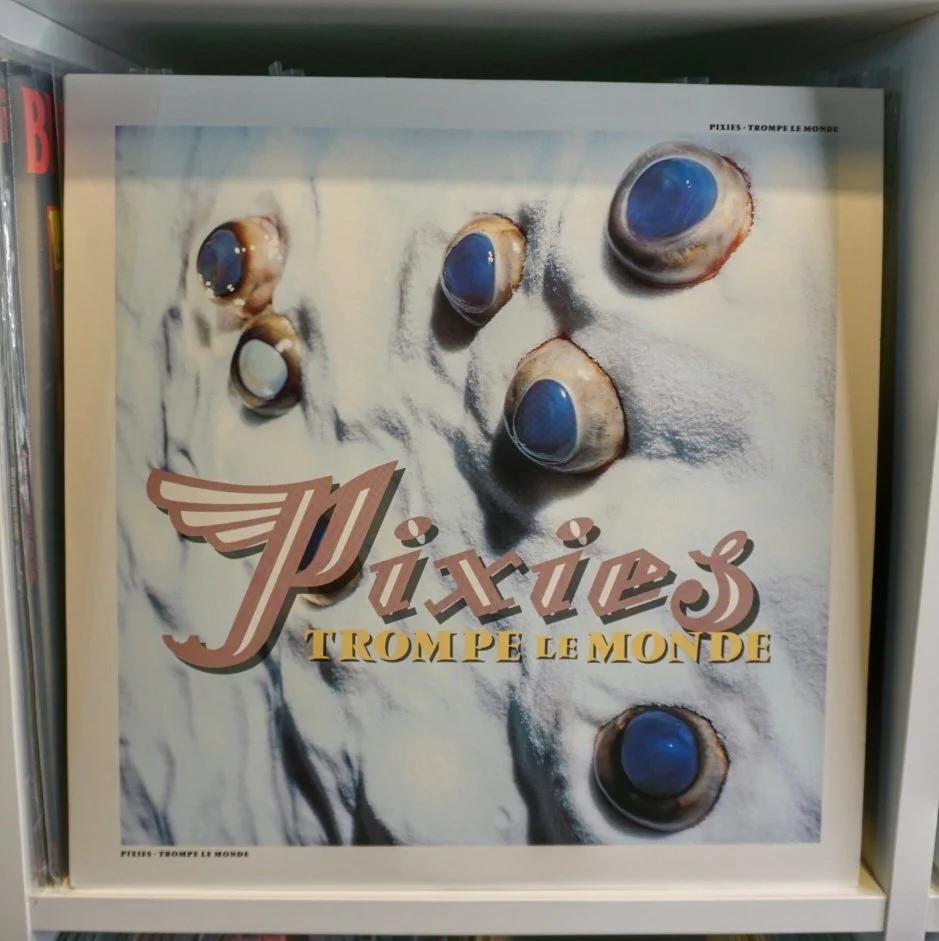 PIXIES · TROMPE LE MONDE
B
Pixies
TROMPE LE MONDE
PIXIES · TROMPE LE MONDE